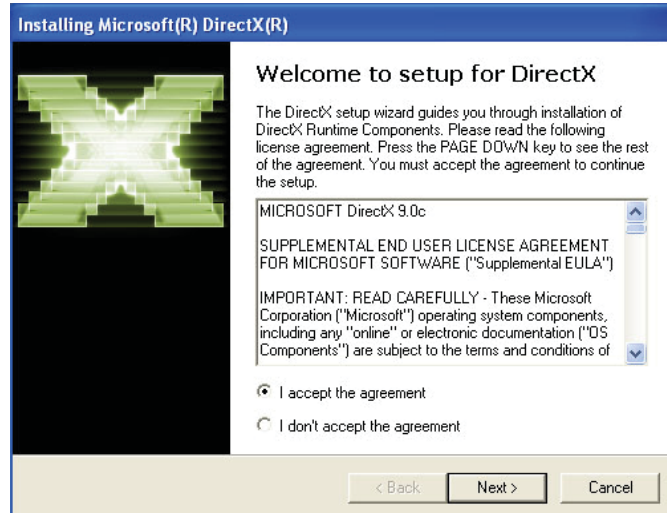 Installing Microsoft(R) DirectX(R)
Welcome to setup for DirectX
The DirectX setup wizard guides you through installation of
DirectX Runtime Components. Please read the following
license agreement. Press the PAGE DOWN key to see the rest
of the agreement. You must accept the agreement to continue
the setup.
MICROSOFT DirectX 9.0c
SUPPLEMENTAL END USER LICENSE AGREEMENT
FOR MICROSOFT SOFTWARE ("Supplemental EULA")
IMPORTANT: READ CAREFULLY - These Microsoft
Corporation ("Microsoft") operating system components,
including any "online" or electronic documentation ("OS
Components") are subject to the terms and conditions of
I accept the agreement
I don't accept the agreement
< Back
Next >
Cancel